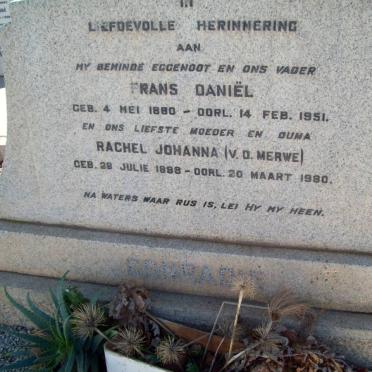 IN
LIEFDEVOLLE HERINNERING
AAN
MY BEMINDE EGGENOOT EN ONS VADER
FRANS DANIËL
GEB. 4 MEI 1880 – OORL. 14 FEB. 1951.
EN ONS LIEFSTE MOEDER EN OUMA
RACHEL JOHANNA (V. D. MERWE)
GEB. 28 JULIE 1888 – OORL. 20 MAART 1980.
NA WATERS WAAR RUS IS, LEI HY MY HEEN.
CONRADIE